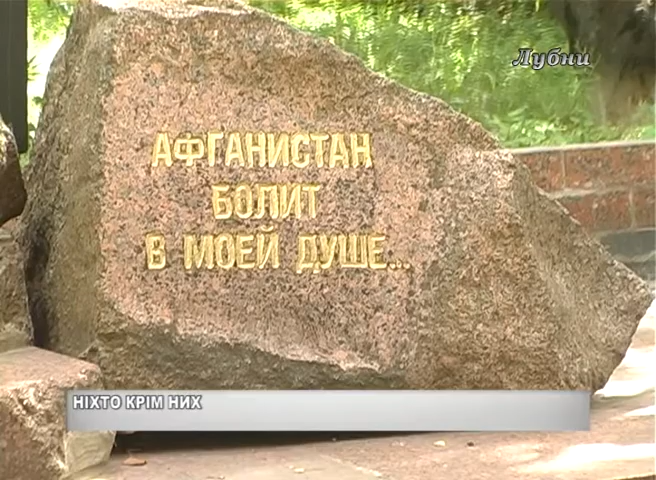 Лубни
АФГАНИСТАН
БОЛИТ
В МОЕЙ ДУШЕ...
НІХТО КРІМ НИХ